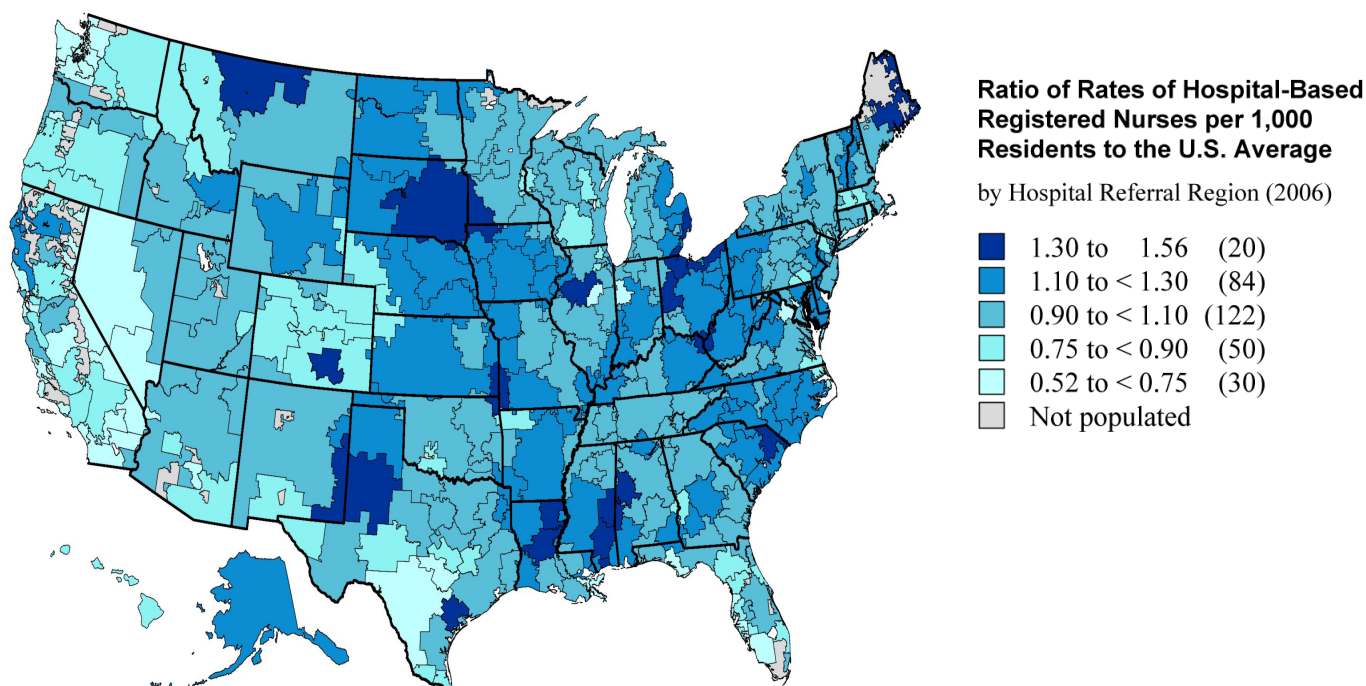 Ratio of Rates of Hospital-Based
Registered Nurses per 1,000
Residents to the U.S. Average
by Hospital Referral Region (2006)
1.30 to 1.56 (20)
1.10 to < 1.30 (84)
0.90 to < 1.10 (122)
0.75 to < 0.90 (50)
0.52 to < 0.75 (30)
Not populated